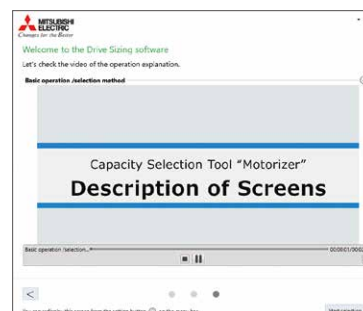 MITSUBISHI
ELECTRIC
Changes for the Better
Welcome to the Drive Sizing software
Let's check the video of the operation explanation.
Basic operation /selection method
Capacity Selection Tool "Motorizer"
Description of Screens
Basic operation /selection...
<